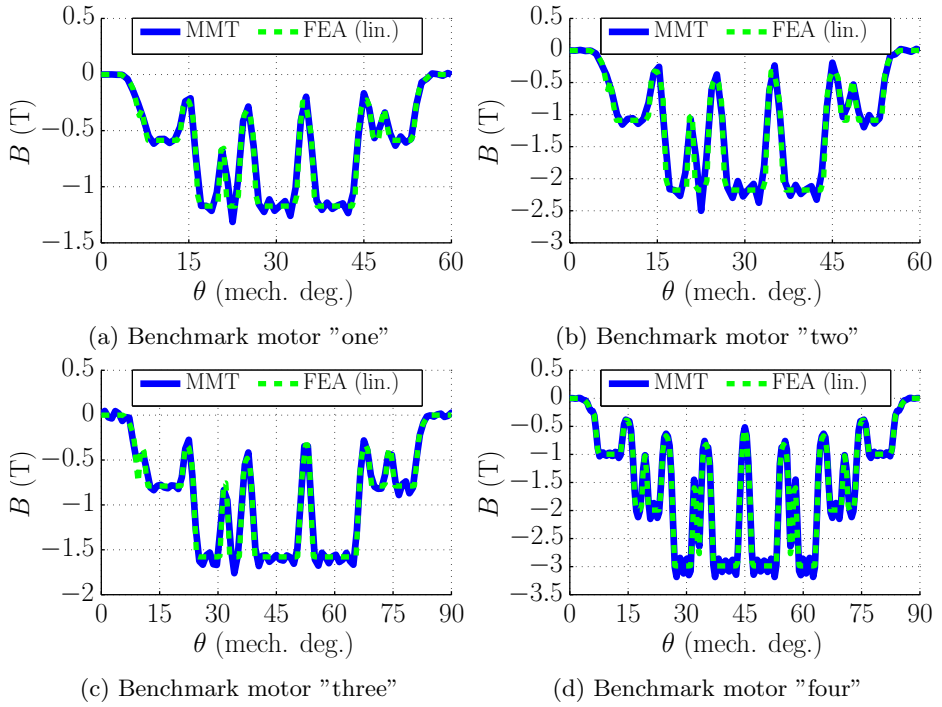 MMT FEA (lin.)
0.5
0
−0.5
−1
−1.5
B (T)
0 15 30 45 60
θ (mech. deg.)
(a) Benchmark motor "one"
MMT FEA (lin.)
0.5
0
−0.5
−1
−1.5
−2
−2.5
−3
B (T)
0 15 30 45 60
θ (mech. deg.)
(b) Benchmark motor "two"
MMT FEA (lin.)
0.5
0
−0.5
−1
−1.5
−2
B (T)
0 15 30 45 60 75 90
θ (mech. deg.)
(c) Benchmark motor "three"
MMT FEA (lin.)
0.5
0
−0.5
−1
−1.5
−2
−2.5
−3
−3.5
B (T)
0 15 30 45 60 75 90
θ (mech. deg.)
(d) Benchmark motor "four"